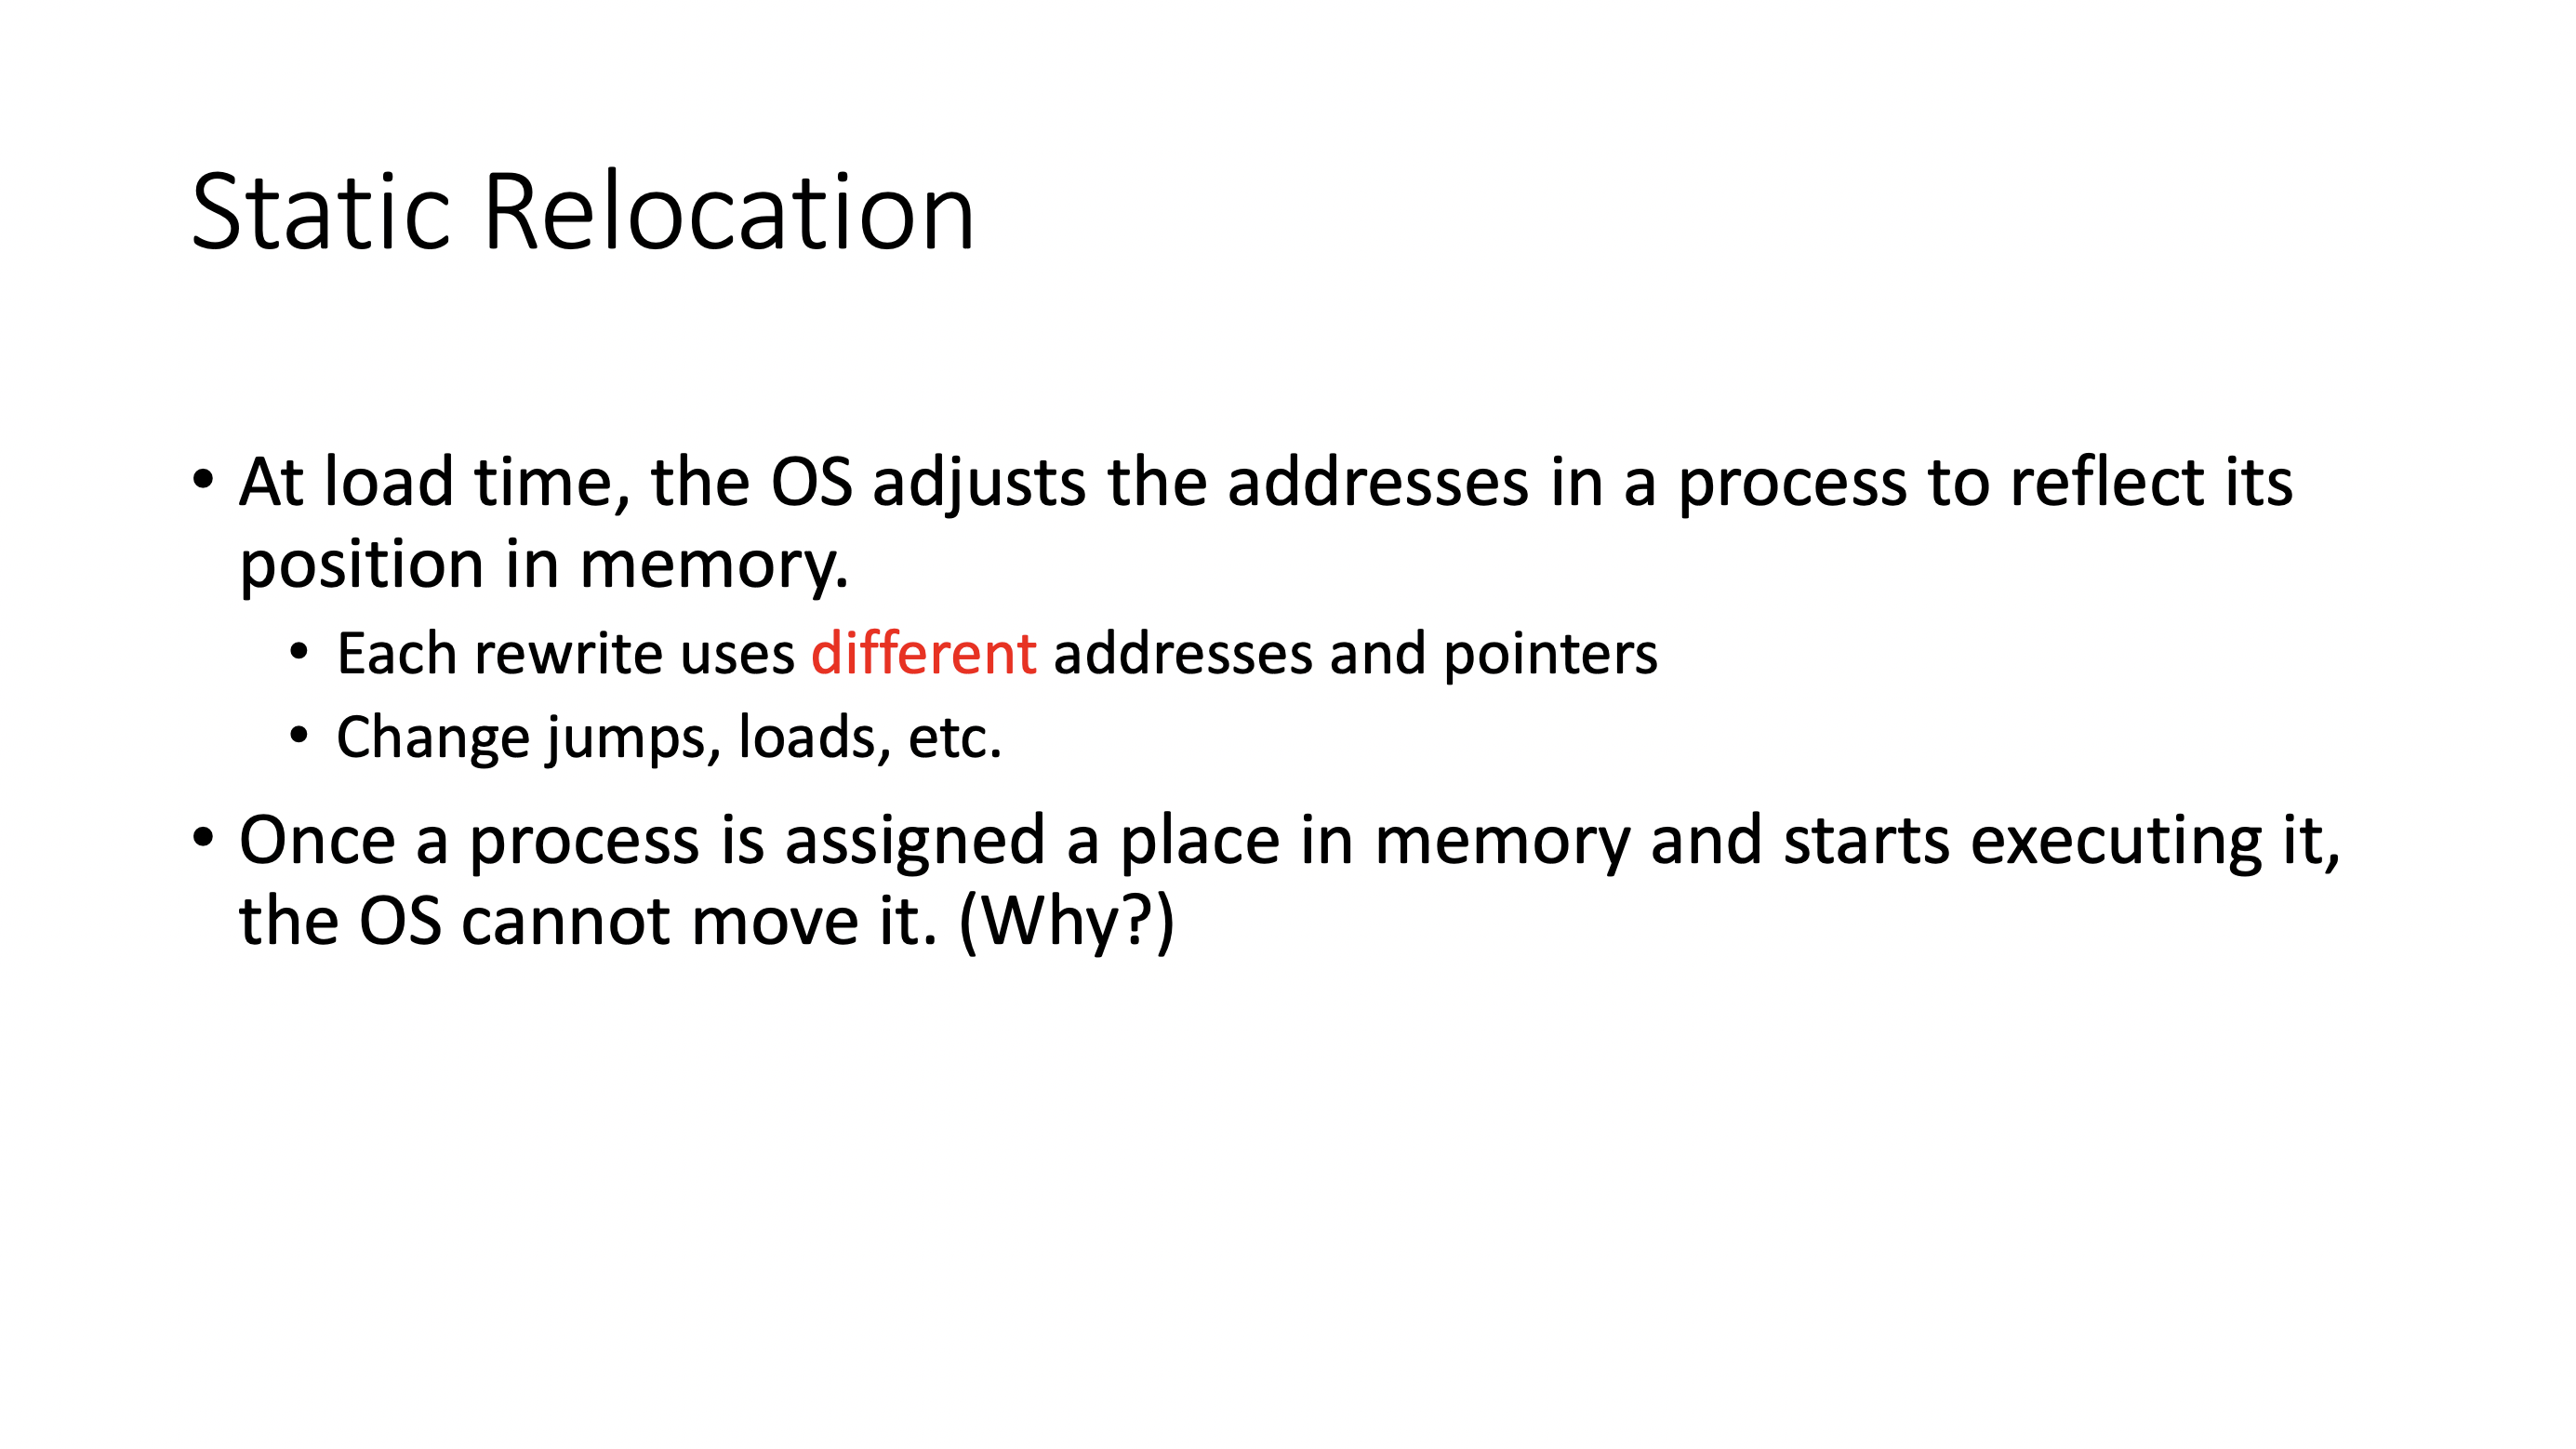 Static Relocation
• At load time, the OS adjusts the addresses in a process to reflect its
position in memory.
• Each rewrite uses different addresses and pointers
• Change jumps, loads, etc.
• Once a process is assigned a place in memory and starts executing it,
the OS cannot move it. (Why?)